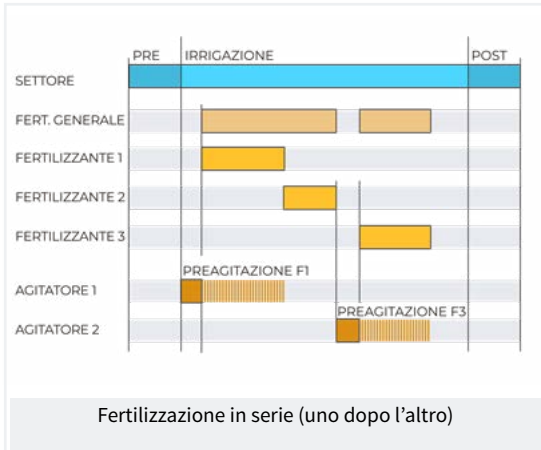 PRE IRRIGAZIONE POST
SETTORE
FERT. GENERALE
FERTILIZZANTE 1
FERTILIZZANTE 2
FERTILIZZANTE 3
PREAGITAZIONE F1
AGITATORE 1
PREAGITAZIONE F3
AGITATORE 2
Fertilizzazione in serie (uno dopo l’altro)